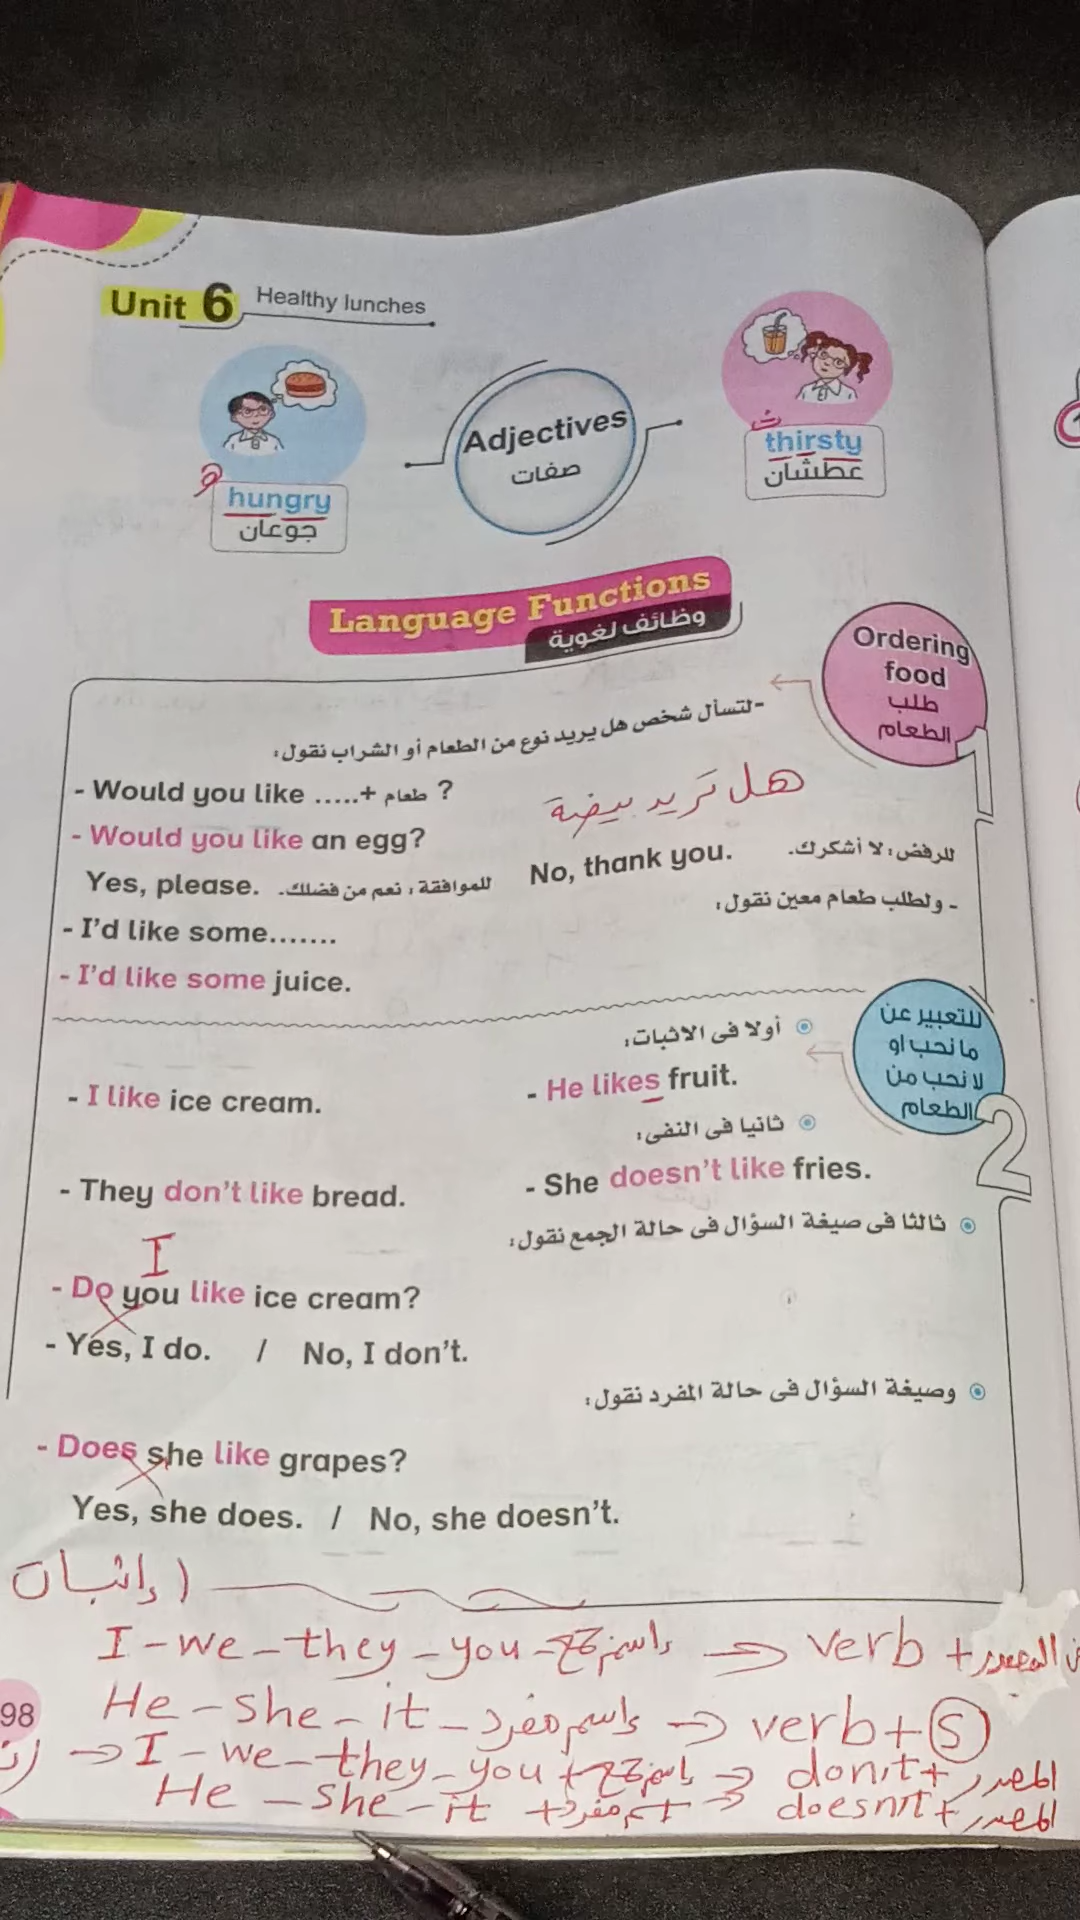 Unit 6 Healthy lunches
Adjectives
صفات
thirsty
عطشان
hungry
جوعان
Language Functions
وظائف لغوية
Ordering
food
طلب
الطعام
1
-لتسأل شخص هل يريد نوع من الطعام أو الشراب نقول:
- Would you like .....+ طعام ?
هل تريد بيضة
- Would you like an egg?
Yes, please. للموافقة: نعم من فضلك. No, thank you. للرفض: لا أشكرك.
- ولطلب طعام معين نقول:
- I'd like some.......
- I'd like some juice.
للتعبير عن
ما نحب او
لا نحب من
الطعام
2
أولا فى الاثبات:
- I like ice cream. - He likes fruit.
ثانيا فى النفى:
- They don't like bread. - She doesn't like fries.
ثالثا فى صيغة السؤال فى حالة الجمع نقول:
I
- Do you like ice cream?
- Yes, I do. / No, I don't.
وصيغة السؤال فى حالة المفرد نقول:
- Does she like grapes?
Yes, she does. / No, she doesn't.
إثبات
I - we - they - you - اسم جمع → verb + المصدر
He - she - it - اسم مفرد → verb + s
→ I - we - they - you + اسم جمع → don't + المصدر
He - she - it + مفرد → doesn't + المصدر
98